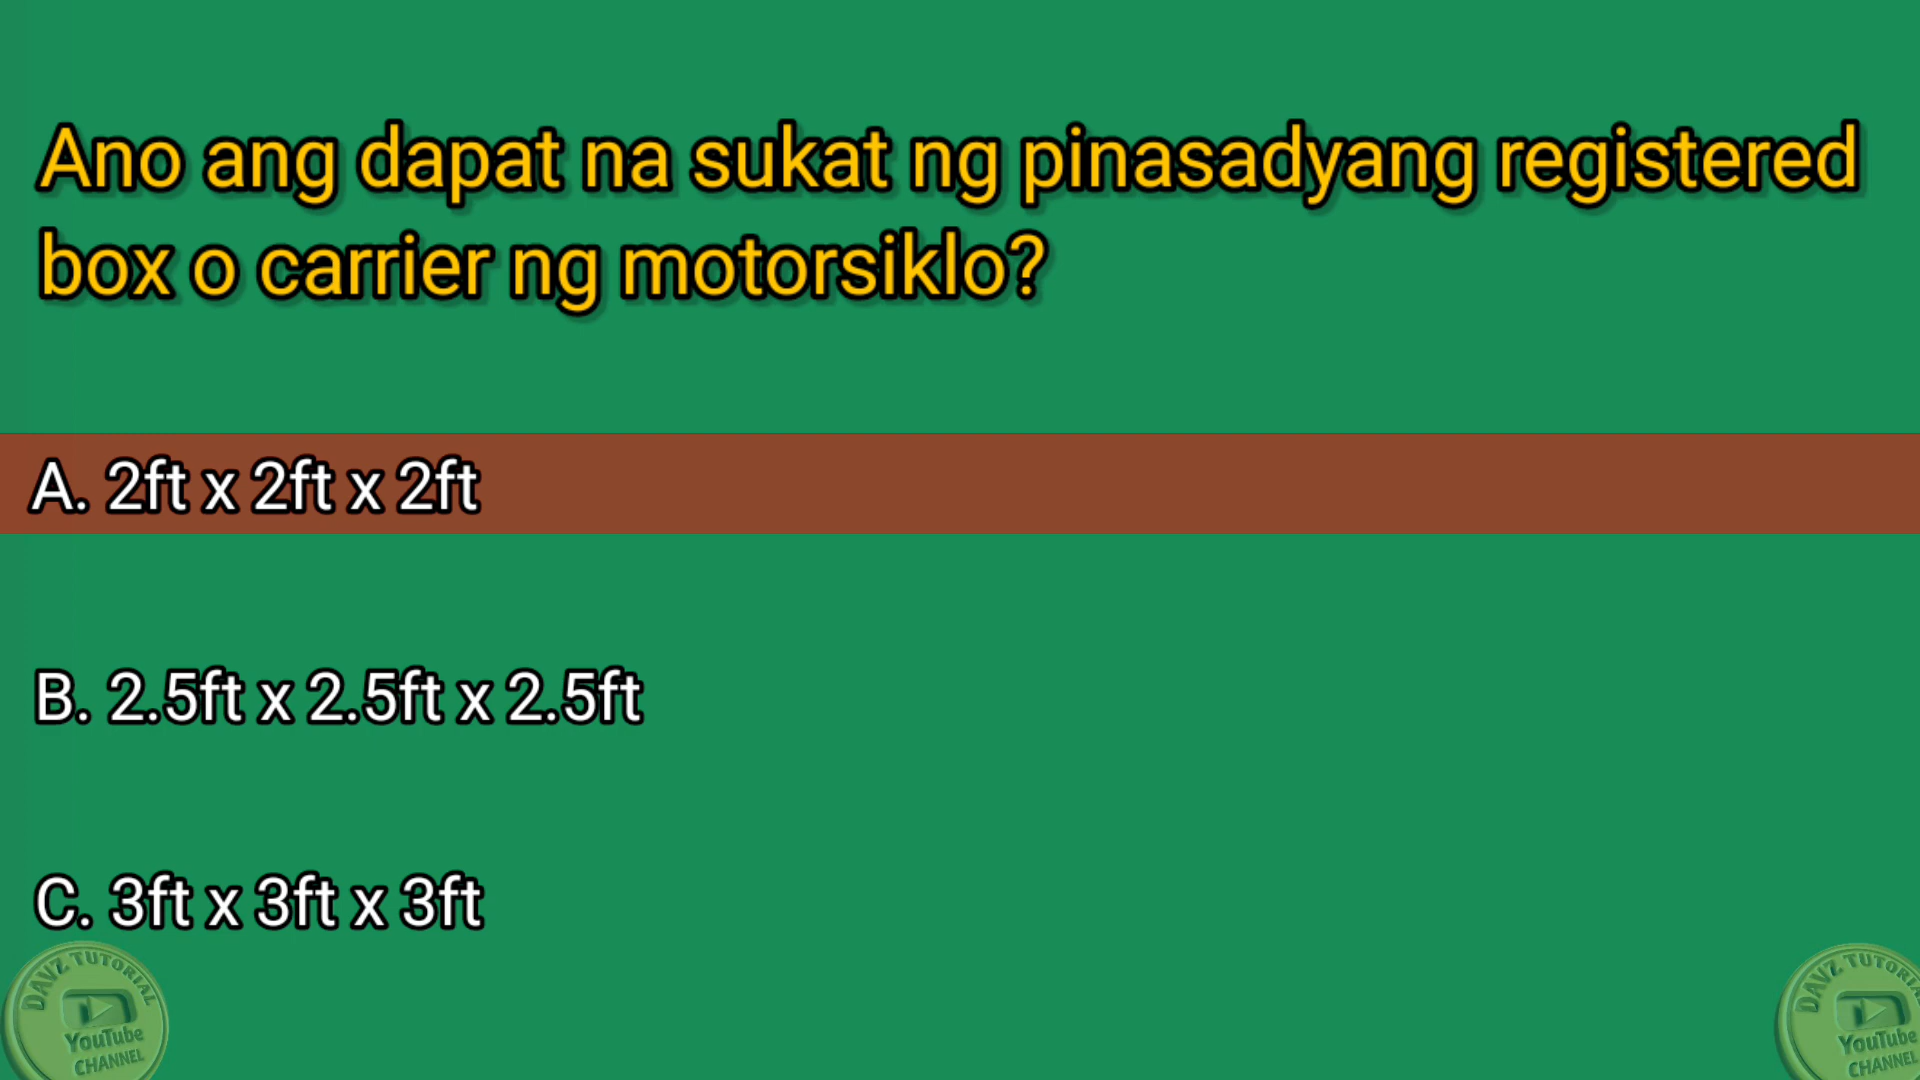 Ano ang dapat na sukat ng pinasadyang registered
box o carrier ng motorsiklo?
A. 2ft x 2ft x 2ft
B. 2.5ft x 2.5ft x 2.5ft
C. 3ft x 3ft x 3ft
DAVZ TUTORIAL
YouTube
CHANNEL
DAVZ TUTORIA
YouTube
CHANNEL